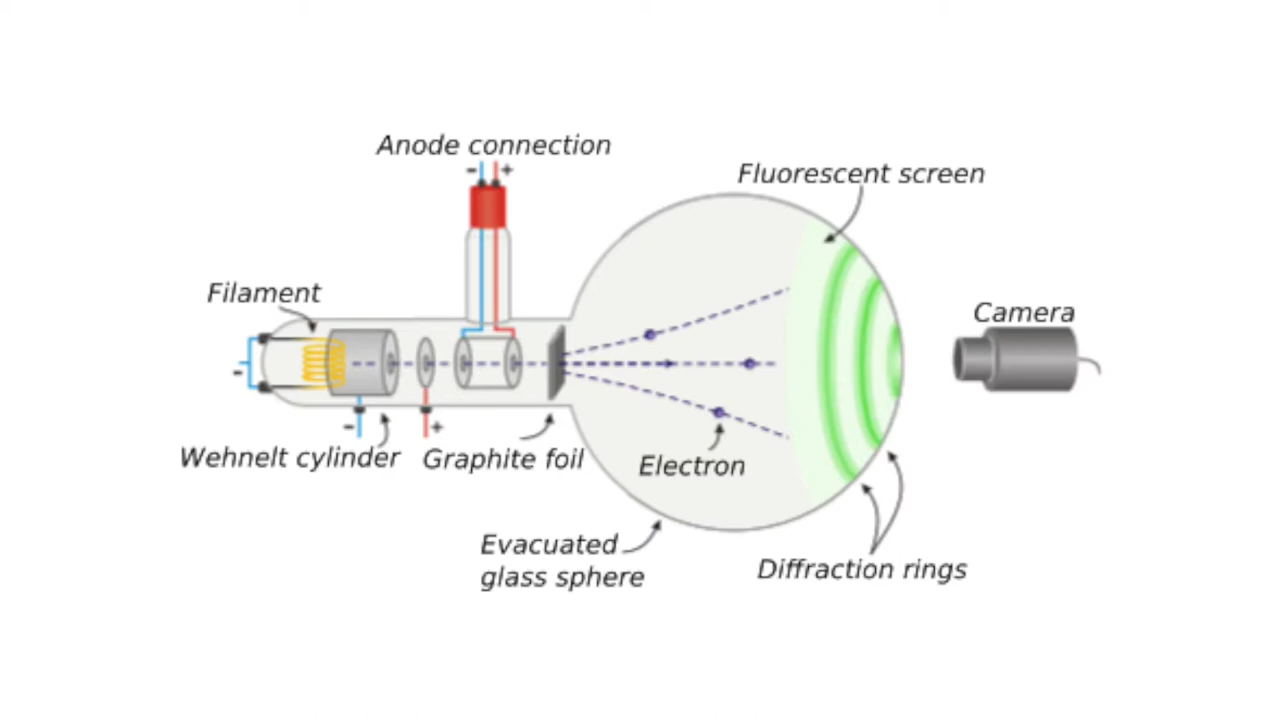 Anode connection
- +
Fluorescent screen
Filament
Camera
-
- +
Wehnelt cylinder
Graphite foil
Electron
Evacuated
glass sphere
Diffraction rings